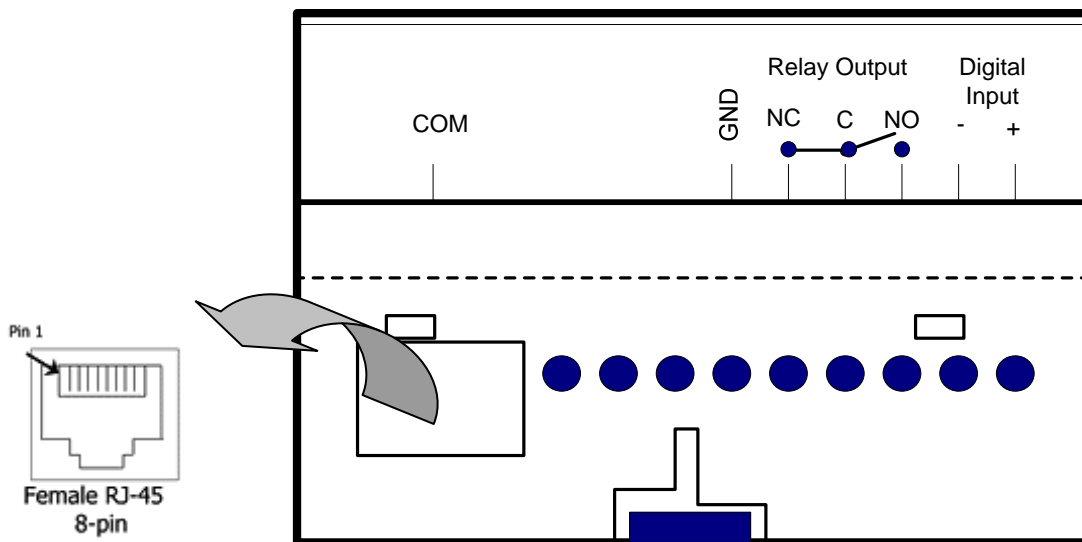 Relay Output
Digital
Input
COM
GND
NC
C
NO
-
+
Pin 1
Female RJ-45
8-pin